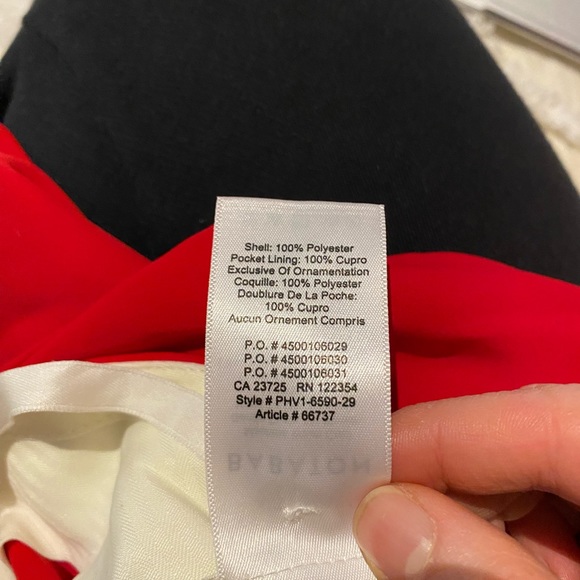 Shell: 100% Polyester
Pocket Lining: 100% Cupro
Exclusive Of Ornamentation
Coquille: 100% Polyester
Doublure De La Poche:
100% Cupro
Aucun Ornement Compris
P.O. # 4500106029
P.O. # 4500106030
P.O. # 4500106031
CA 23725 RN 122354
Style # PHV1-6590-29
Article # 66737
BABATON